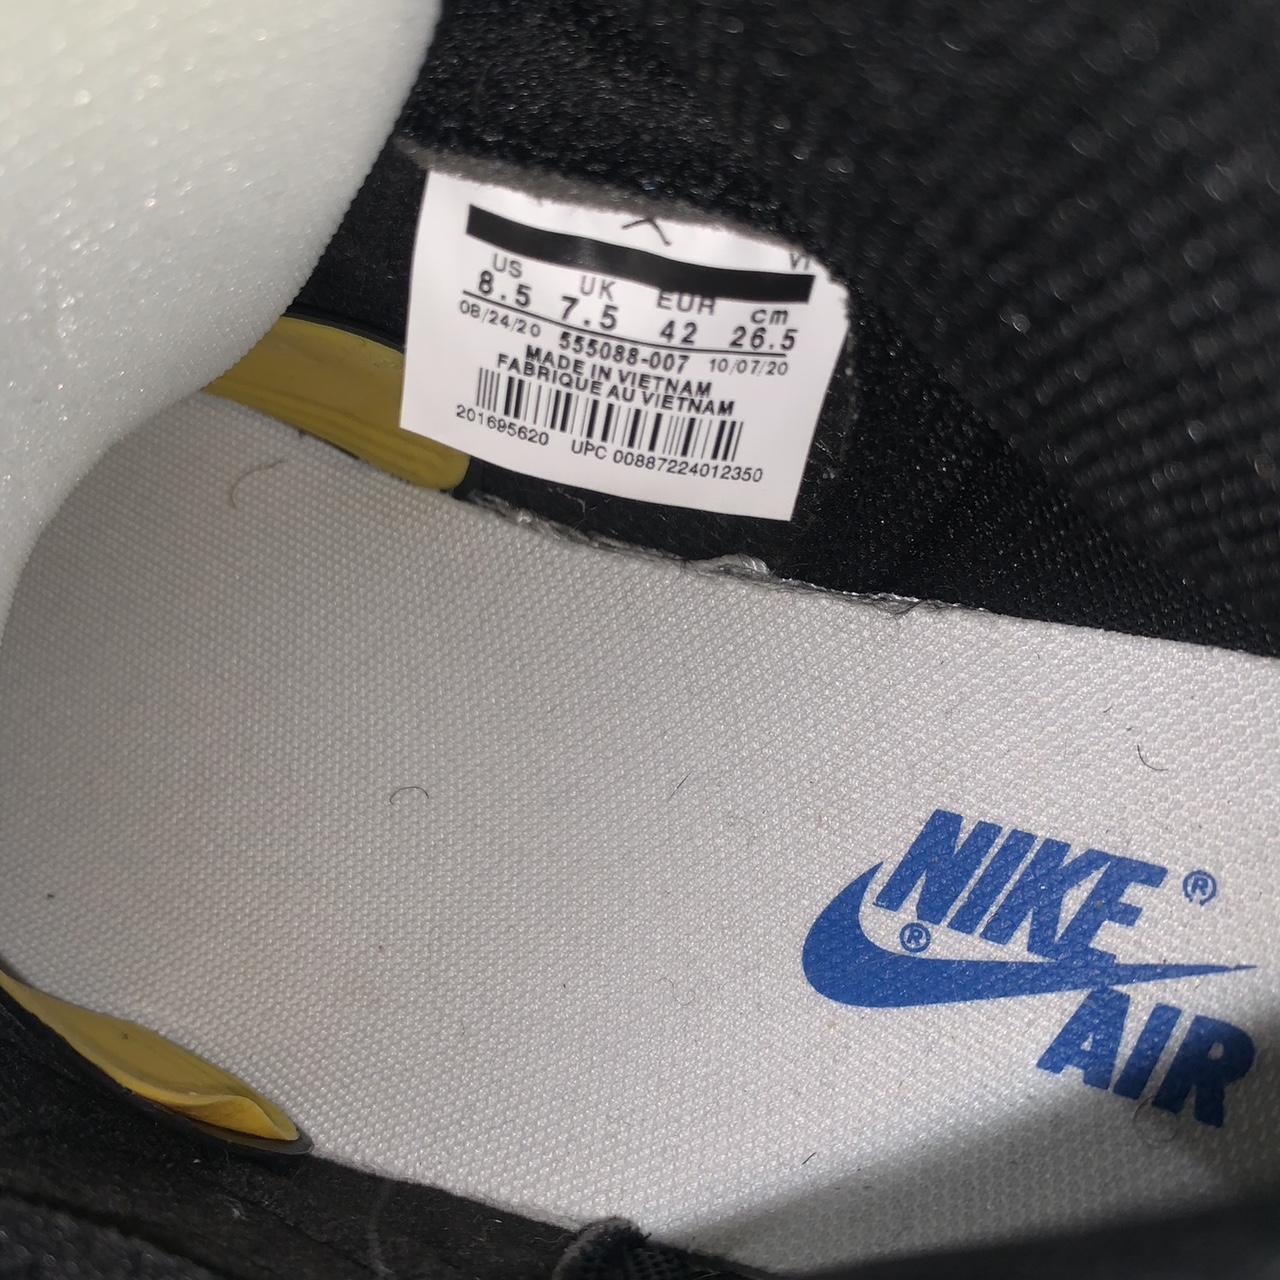 VI
US UK EUR cm
8.5 7.5 42 26.5
08/24/20 555088-007 10/07/20
MADE IN VIETNAM
FABRIQUE AU VIETNAM
201695620 UPC 00887224012350
NIKE ®
®
AIR